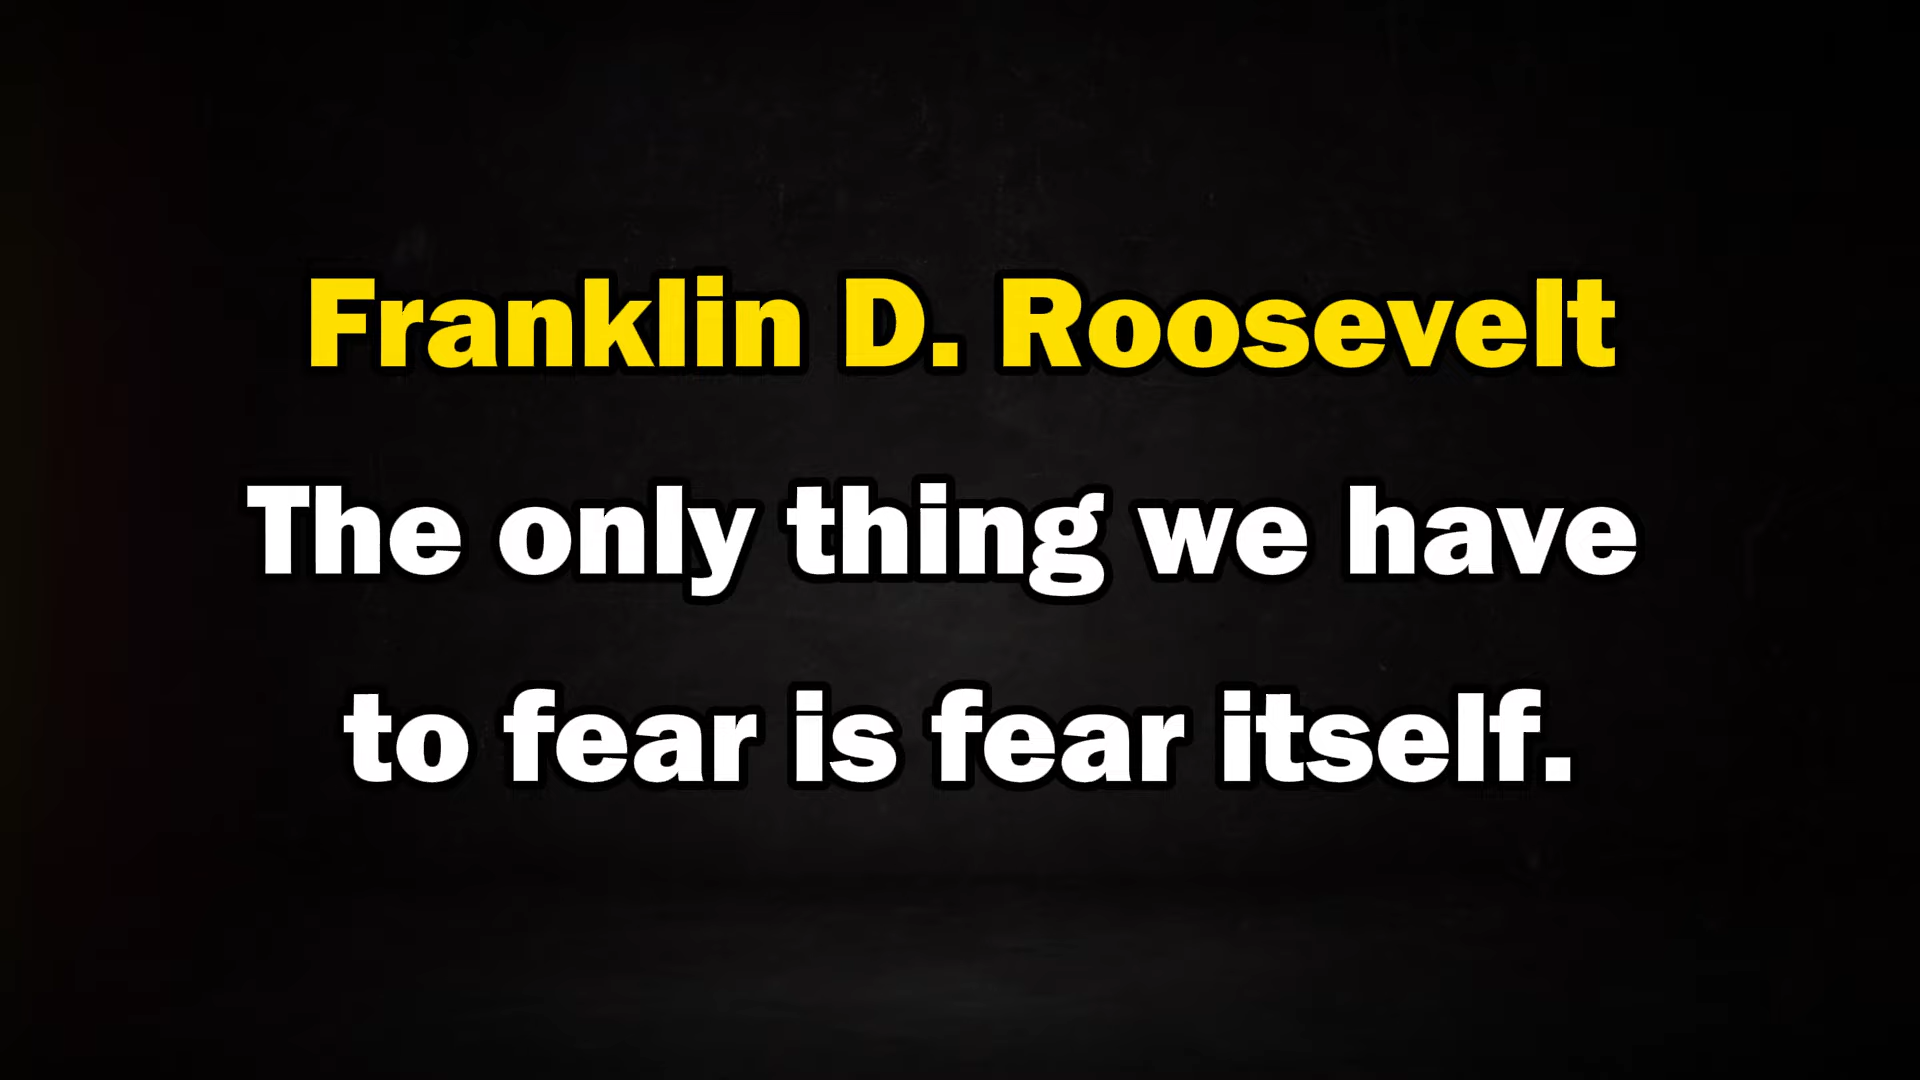 Franklin D. Roosevelt
The only thing we have
to fear is fear itself.